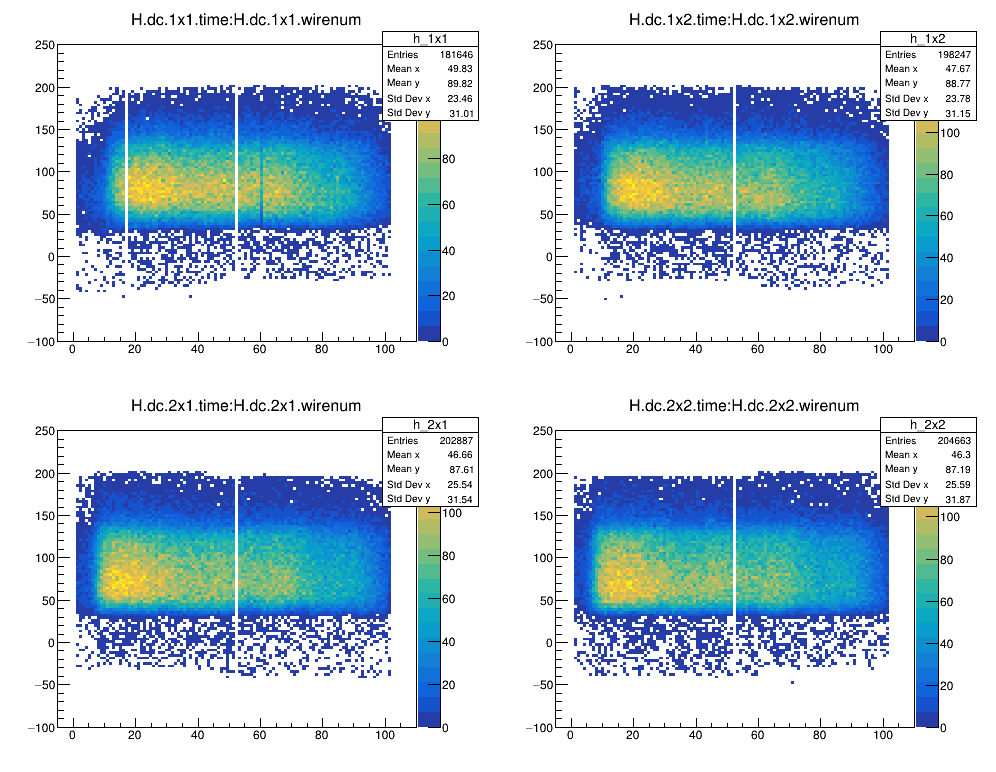 H.dc.1x1.time:H.dc.1x1.wirenum
h_1x1
Entries 181646
Mean x 49.83
Mean y 89.82
Std Dev x 23.46
Std Dev y 31.01
250
200
150
100
50
0
−50
−100
0 20 40 60 80 100
80
60
40
20
0
H.dc.1x2.time:H.dc.1x2.wirenum
h_1x2
Entries 198247
Mean x 47.67
Mean y 88.77
Std Dev x 23.78
Std Dev y 31.15
250
200
150
100
50
0
−50
−100
0 20 40 60 80 100
100
80
60
40
20
0
H.dc.2x1.time:H.dc.2x1.wirenum
h_2x1
Entries 202887
Mean x 46.66
Mean y 87.61
Std Dev x 25.54
Std Dev y 31.54
250
200
150
100
50
0
−50
−100
0 20 40 60 80 100
100
80
60
40
20
0
H.dc.2x2.time:H.dc.2x2.wirenum
h_2x2
Entries 204663
Mean x 46.3
Mean y 87.19
Std Dev x 25.59
Std Dev y 31.87
250
200
150
100
50
0
−50
−100
0 20 40 60 80 100
100
80
60
40
20
0